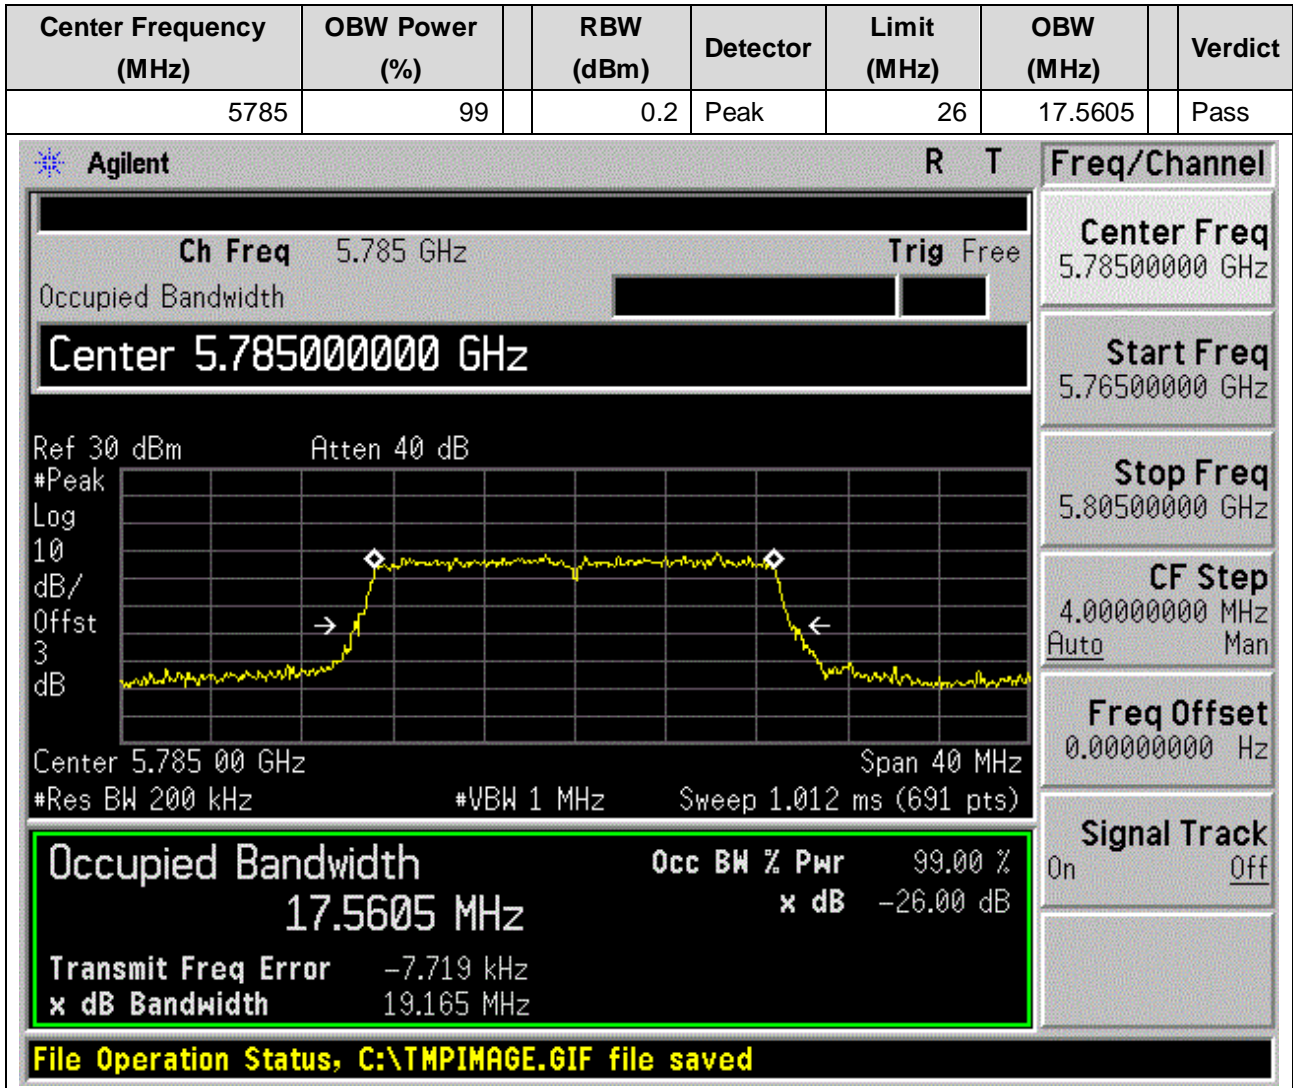 Center Frequency (MHz) OBW Power (%) RBW (dBm) Detector Limit (MHz) OBW (MHz) Verdict
5785 99 0.2 Peak 26 17.5605 Pass
Agilent R T Freq/Channel
Ch Freq 5.785 GHz Trig Free
Occupied Bandwidth
Center 5.785000000 GHz
Ref 30 dBm Atten 40 dB
#Peak
Log
10
dB/
Offst
3
dB
Center 5.785 00 GHz Span 40 MHz
#Res BW 200 kHz #VBW 1 MHz Sweep 1.012 ms (691 pts)
Occupied Bandwidth Occ BW % Pwr 99.00 %
17.5605 MHz x dB -26.00 dB
Transmit Freq Error -7.719 kHz
x dB Bandwidth 19.165 MHz
File Operation Status, C:\TMPIMAGE.GIF file saved
Center Freq
5.78500000 GHz
Start Freq
5.76500000 GHz
Stop Freq
5.80500000 GHz
CF Step
4.00000000 MHz
Auto Man
Freq Offset
0.00000000 Hz
Signal Track
On Off